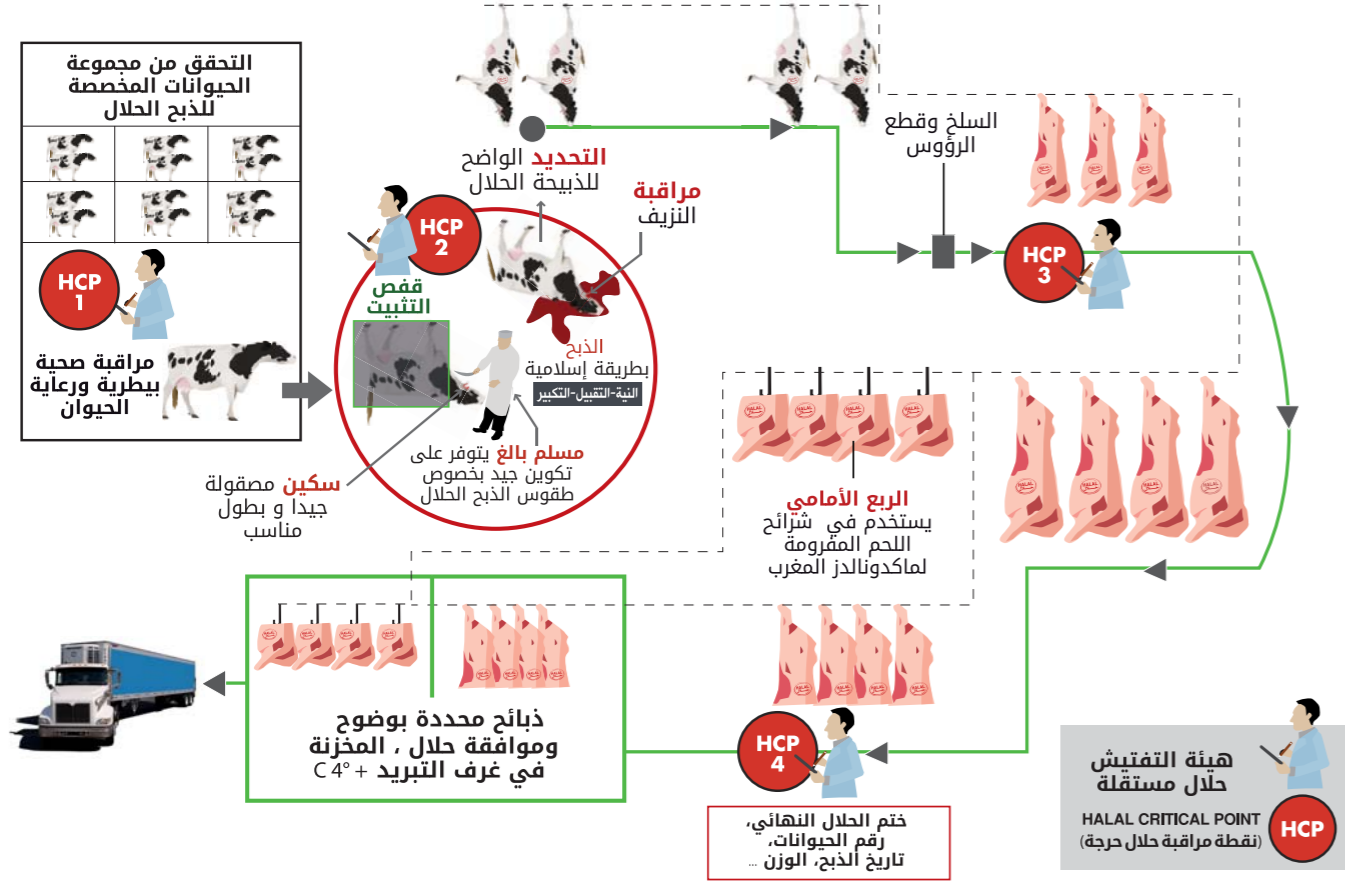 التحقق من مجموعة
الحيوانات المخصصة
للذبح الحلال
HCP
1
مراقبة صحية
بيطرية ورعاية
الحيوان
HCP
2
قفص
التثبيت
التحديد الواضح
للذبيحة الحلال
مراقبة
النزيف
الذبح
بطريقة إسلامية
النية-التقبيل-التكبير
مسلم بالغ يتوفر على
تكوين جيد بخصوص
طقوس الذبح الحلال
سكين مصقولة
جيدا و بطول
مناسب
السلخ وقطع
الرؤوس
HCP
3
الربع الأمامي
يستخدم في شرائح
اللحم المفرومة
لماكدونالدز المغرب
HCP
4
ختم الحلال النهائي،
رقم الحيوانات،
تاريخ الذبح، الوزن ...
ذبائح محددة بوضوح
وموافقة حلال ، المخزنة
في غرف التبريد + 4° C
هيئة التفتيش
حلال مستقلة
HALAL CRITICAL POINT
(نقطة مراقبة حلال حرجة)
HCP